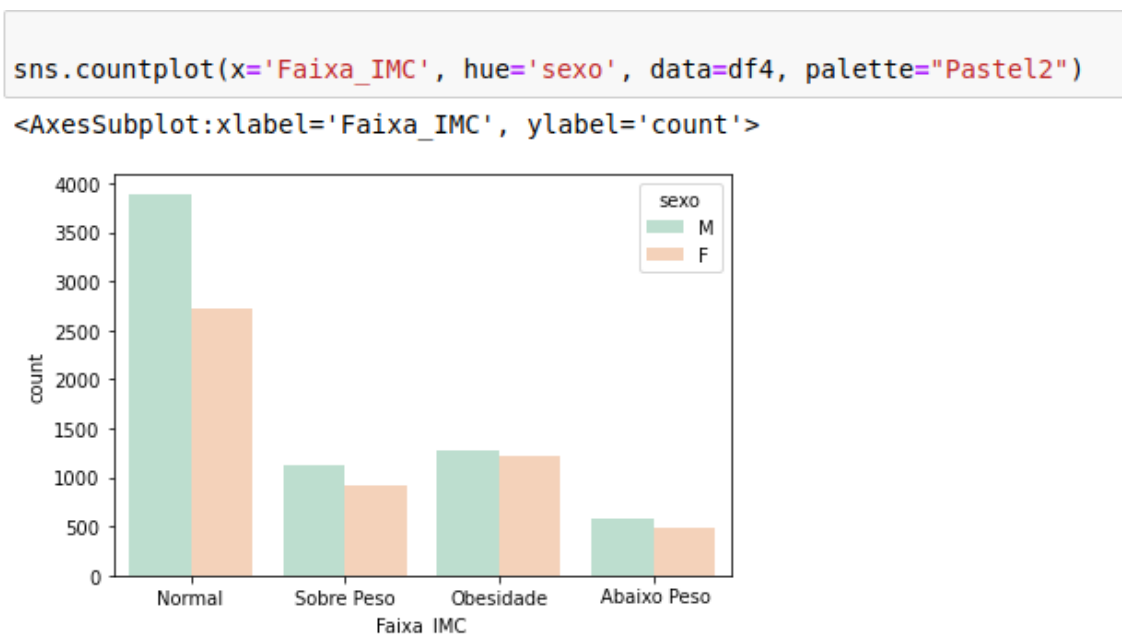 sns.countplot(x='Faixa_IMC', hue='sexo', data=df4, palette="Pastel2")
<AxesSubplot:xlabel='Faixa_IMC', ylabel='count'>
4000
3500
3000
2500
2000
1500
1000
500
0
count
sexo
M
F
Normal Sobre Peso Obesidade Abaixo Peso
Faixa_IMC